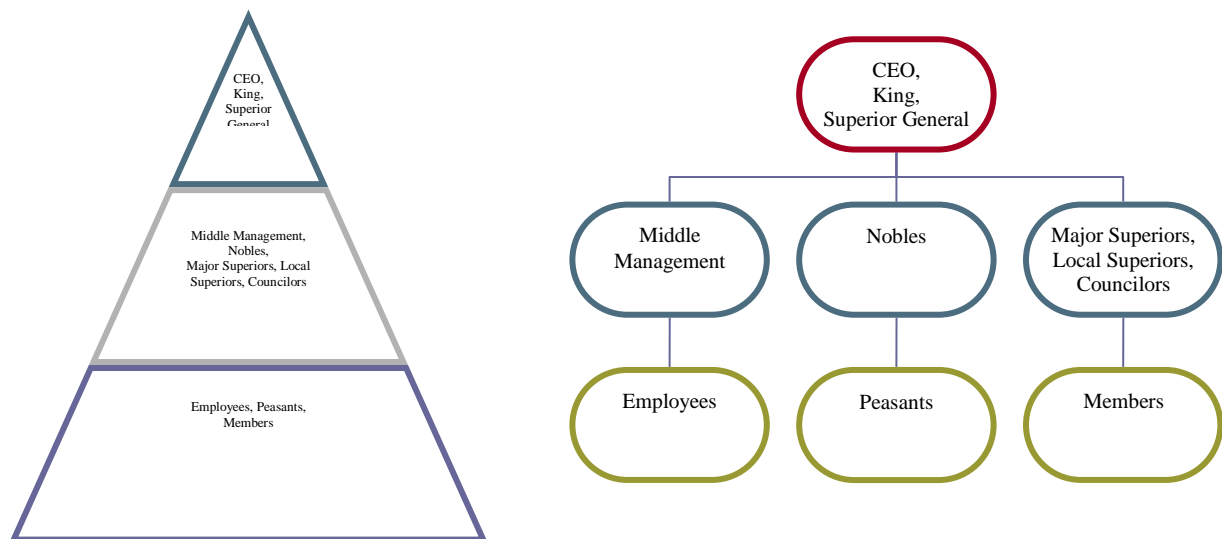 CEO,
King,
Superior
General
Middle Management,
Nobles,
Major Superiors, Local
Superiors, Councilors
Employees, Peasants,
Members
CEO,
King,
Superior General
Middle
Management
Nobles
Major Superiors,
Local Superiors,
Councilors
Employees
Peasants
Members